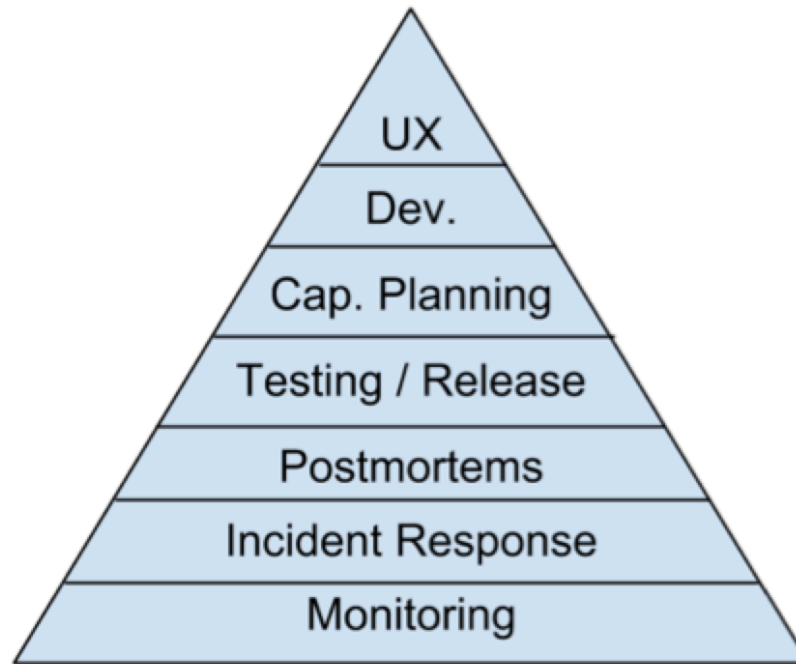 UX
Dev.
Cap. Planning
Testing / Release
Postmortems
Incident Response
Monitoring